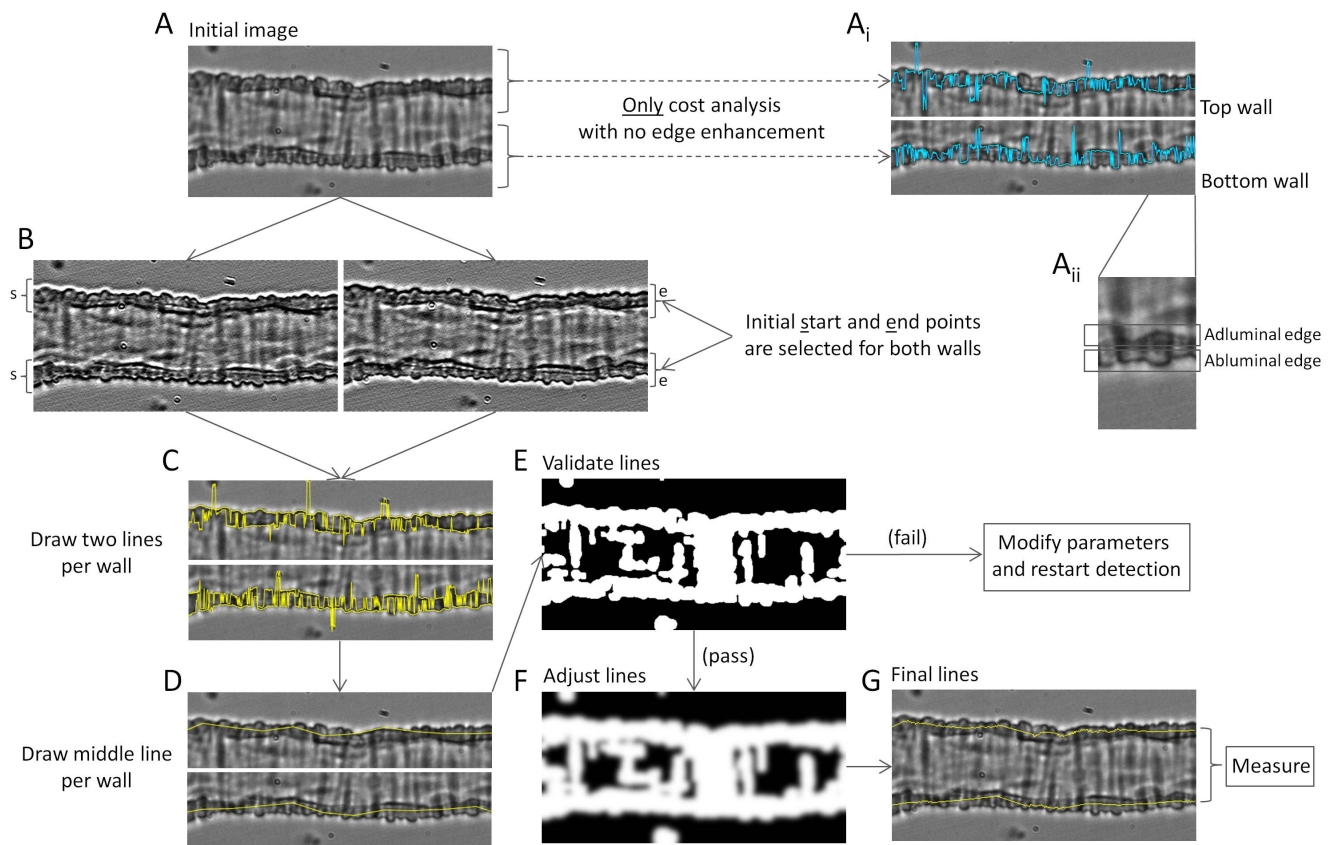 A
Initial image
Only cost analysis
with no edge enhancement
Ai
Top wall
Bottom wall
Aii
Adluminal edge
Abluminal edge
B
s
s
e
e
Initial start and end points
are selected for both walls
C
Draw two lines
per wall
D
Draw middle line
per wall
E
Validate lines
(fail)
Modify parameters
and restart detection
(pass)
F
Adjust lines
G
Final lines
Measure